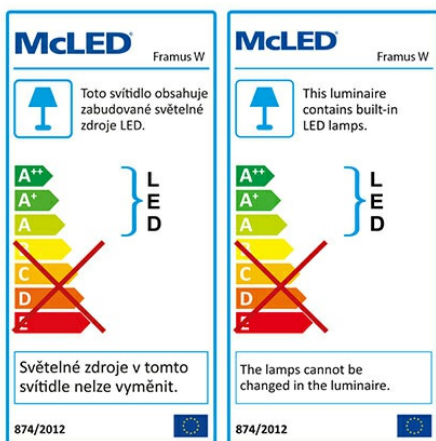 McLED
Framus W
Toto svítidlo obsahuje
zabudované světelné
zdroje LED.
A++
A+
A
B
C
D
E
L
E
D
Světelné zdroje v tomto
svítidle nelze vyměnit.
874/2012
McLED
Framus W
This luminaire
contains built-in
LED lamps.
A++
A+
A
B
C
D
E
L
E
D
The lamps cannot be
changed in the luminaire.
874/2012